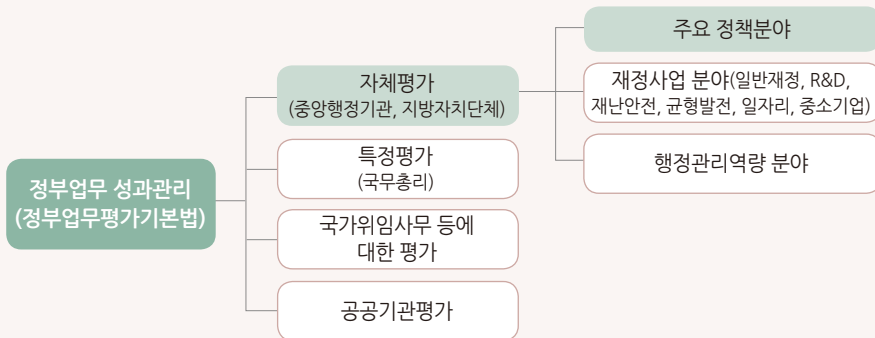 정부업무 성과관리
(정부업무평가기본법)
자체평가
(중앙행정기관, 지방자치단체)
특정평가
(국무총리)
국가위임사무 등에
대한 평가
공공기관평가
주요 정책분야
재정사업 분야(일반재정, R&D,
재난안전, 균형발전, 일자리, 중소기업)
행정관리역량 분야